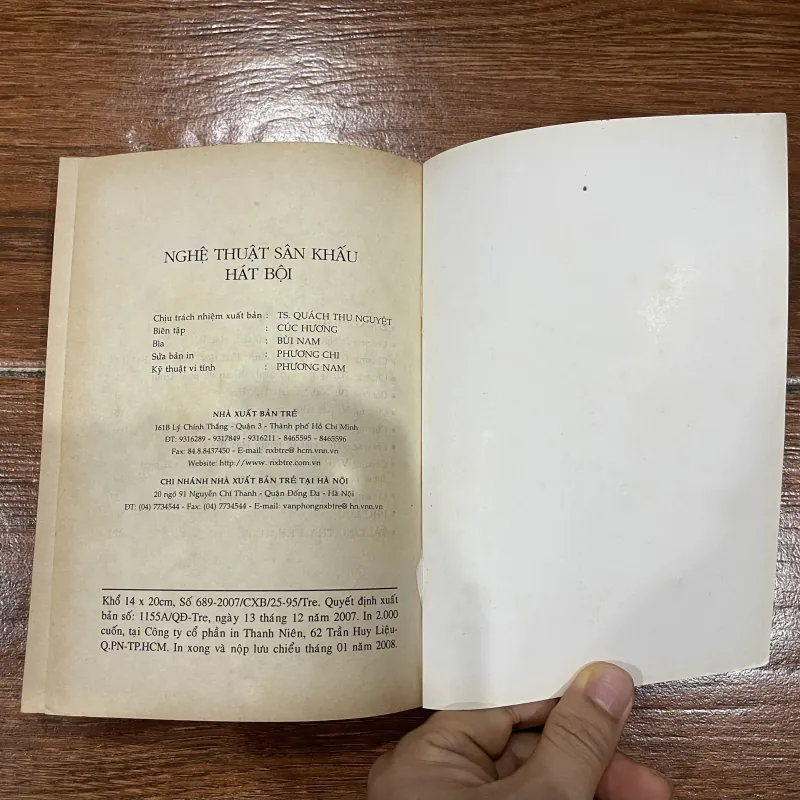 NGHỆ THUẬT SÂN KHẤU
HÁT BỘI
Chịu trách nhiệm xuất bản : TS. QUÁCH THU NGUYỆT
Biên tập : CÚC HƯƠNG
Bìa : BÙI NAM
Sửa bản in : PHƯƠNG CHI
Kỹ thuật vi tính : PHƯƠNG NAM
NHÀ XUẤT BẢN TRẺ
161B Lý Chính Thắng - Quận 3 - Thành phố Hồ Chí Minh
ĐT: 9316289 - 9317849 - 9316211 - 8465595 - 8465596
Fax: 84.8.8437450 - E-mail: nxbtre@ hcm.vnn.vn
Website: http://www. nxbtre.com.vn
CHI NHÁNH NHÀ XUẤT BẢN TRẺ TẠI HÀ NỘI
20 ngõ 91 Nguyễn Chí Thanh - Quận Đống Đa - Hà Nội
ĐT: (04) 7734544 - Fax: (04) 7734544 - E-mail: vanphongnxbtre@ hn.vnn.vn
Khổ 14 x 20cm, Số 689-2007/CXB/25-95/Tre. Quyết định xuất
bản số: 1155A/QĐ-Tre, ngày 13 tháng 12 năm 2007. In 2.000
cuốn, tại Công ty cổ phần in Thanh Niên, 62 Trần Huy Liệu-
Q.PN-TP.HCM. In xong và nộp lưu chiểu tháng 01 năm 2008.